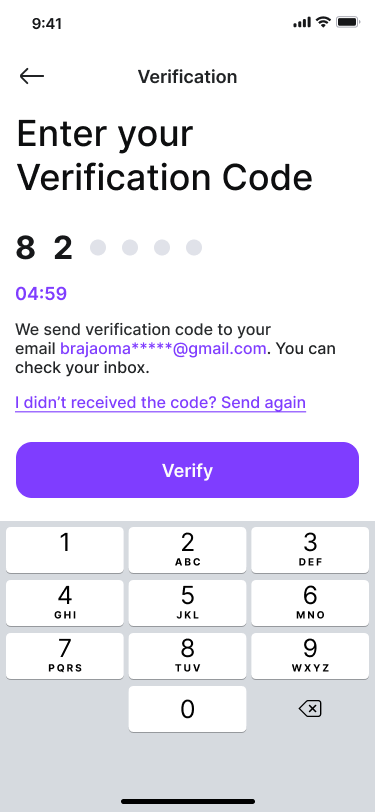 9:41
Verification
Enter your
Verification Code
8 2
04:59
We send verification code to your
email brajaoma*****@gmail.com. You can
check your inbox.
I didn’t received the code? Send again
Verify
1 2 3
ABC DEF
4 5 6
GHI JKL MNO
7 8 9
PQRS TUV WXYZ
0